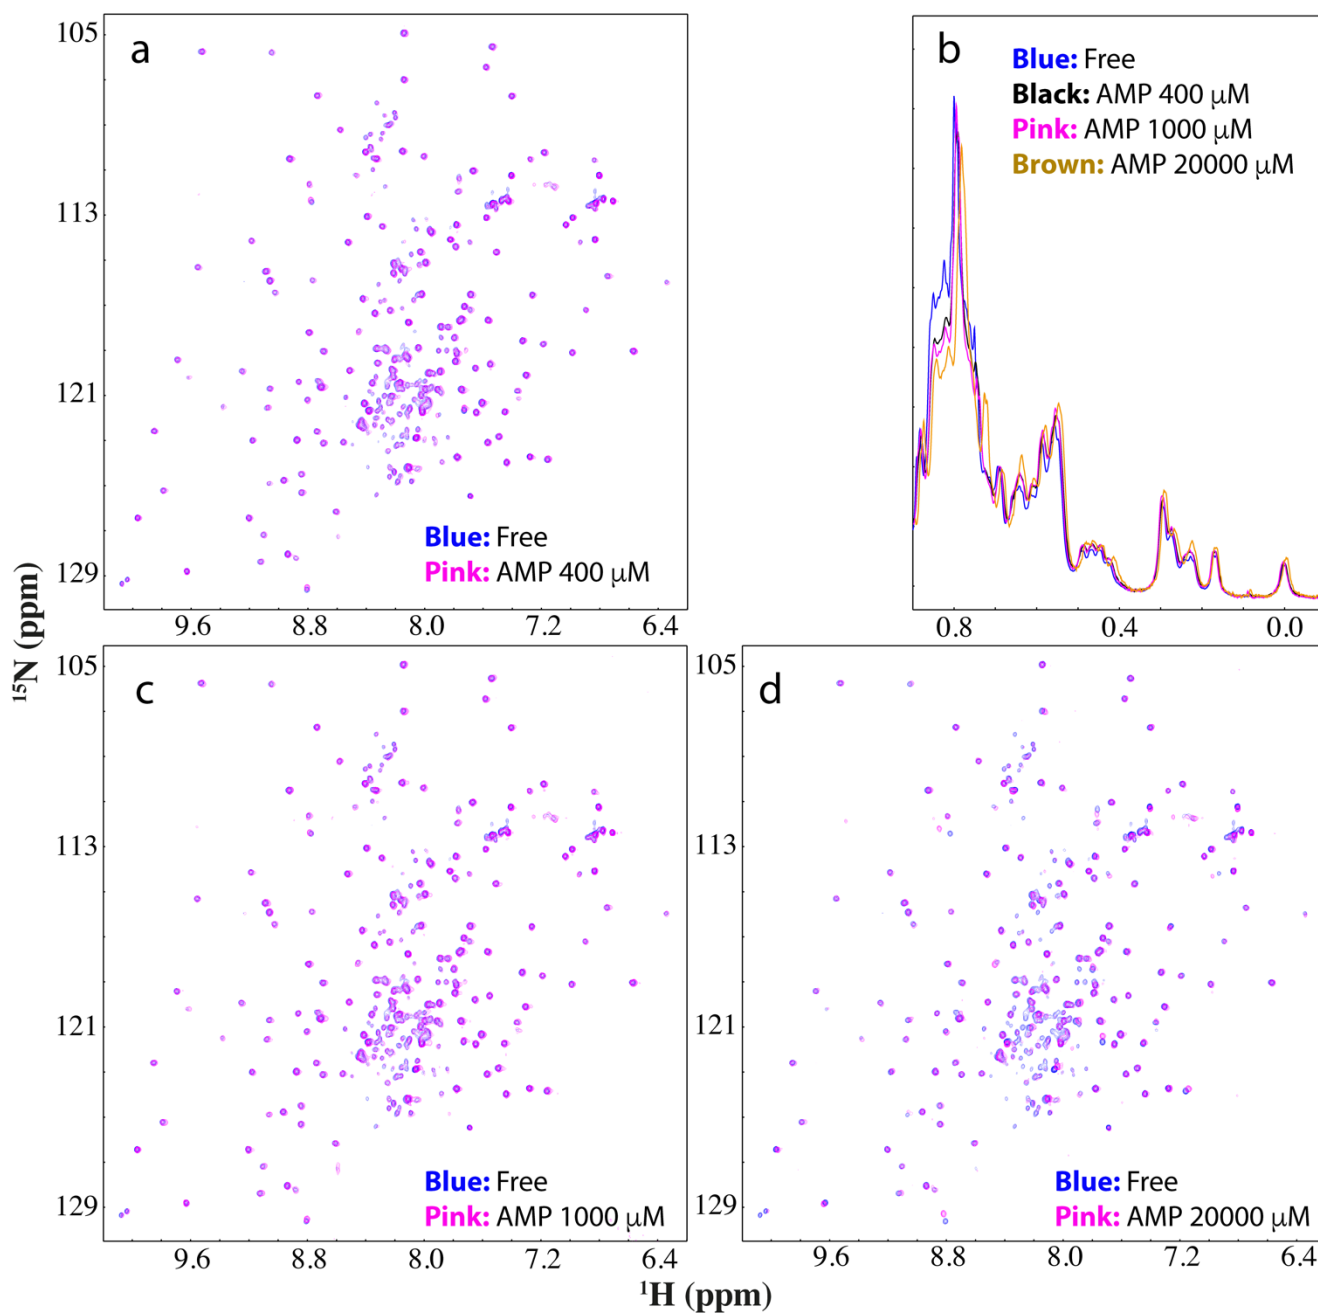 a
105
113
121
129
9.6 8.8 8.0 7.2 6.4
Blue: Free
Pink: AMP 400 μM
b
Blue: Free
Black: AMP 400 μM
Pink: AMP 1000 μM
Brown: AMP 20000 μM
0.8 0.4 0.0
15N (ppm)
c
105
113
121
129
9.6 8.8 8.0 7.2 6.4
Blue: Free
Pink: AMP 1000 μM
d
105
113
121
129
9.6 8.8 8.0 7.2 6.4
Blue: Free
Pink: AMP 20000 μM
1H (ppm)